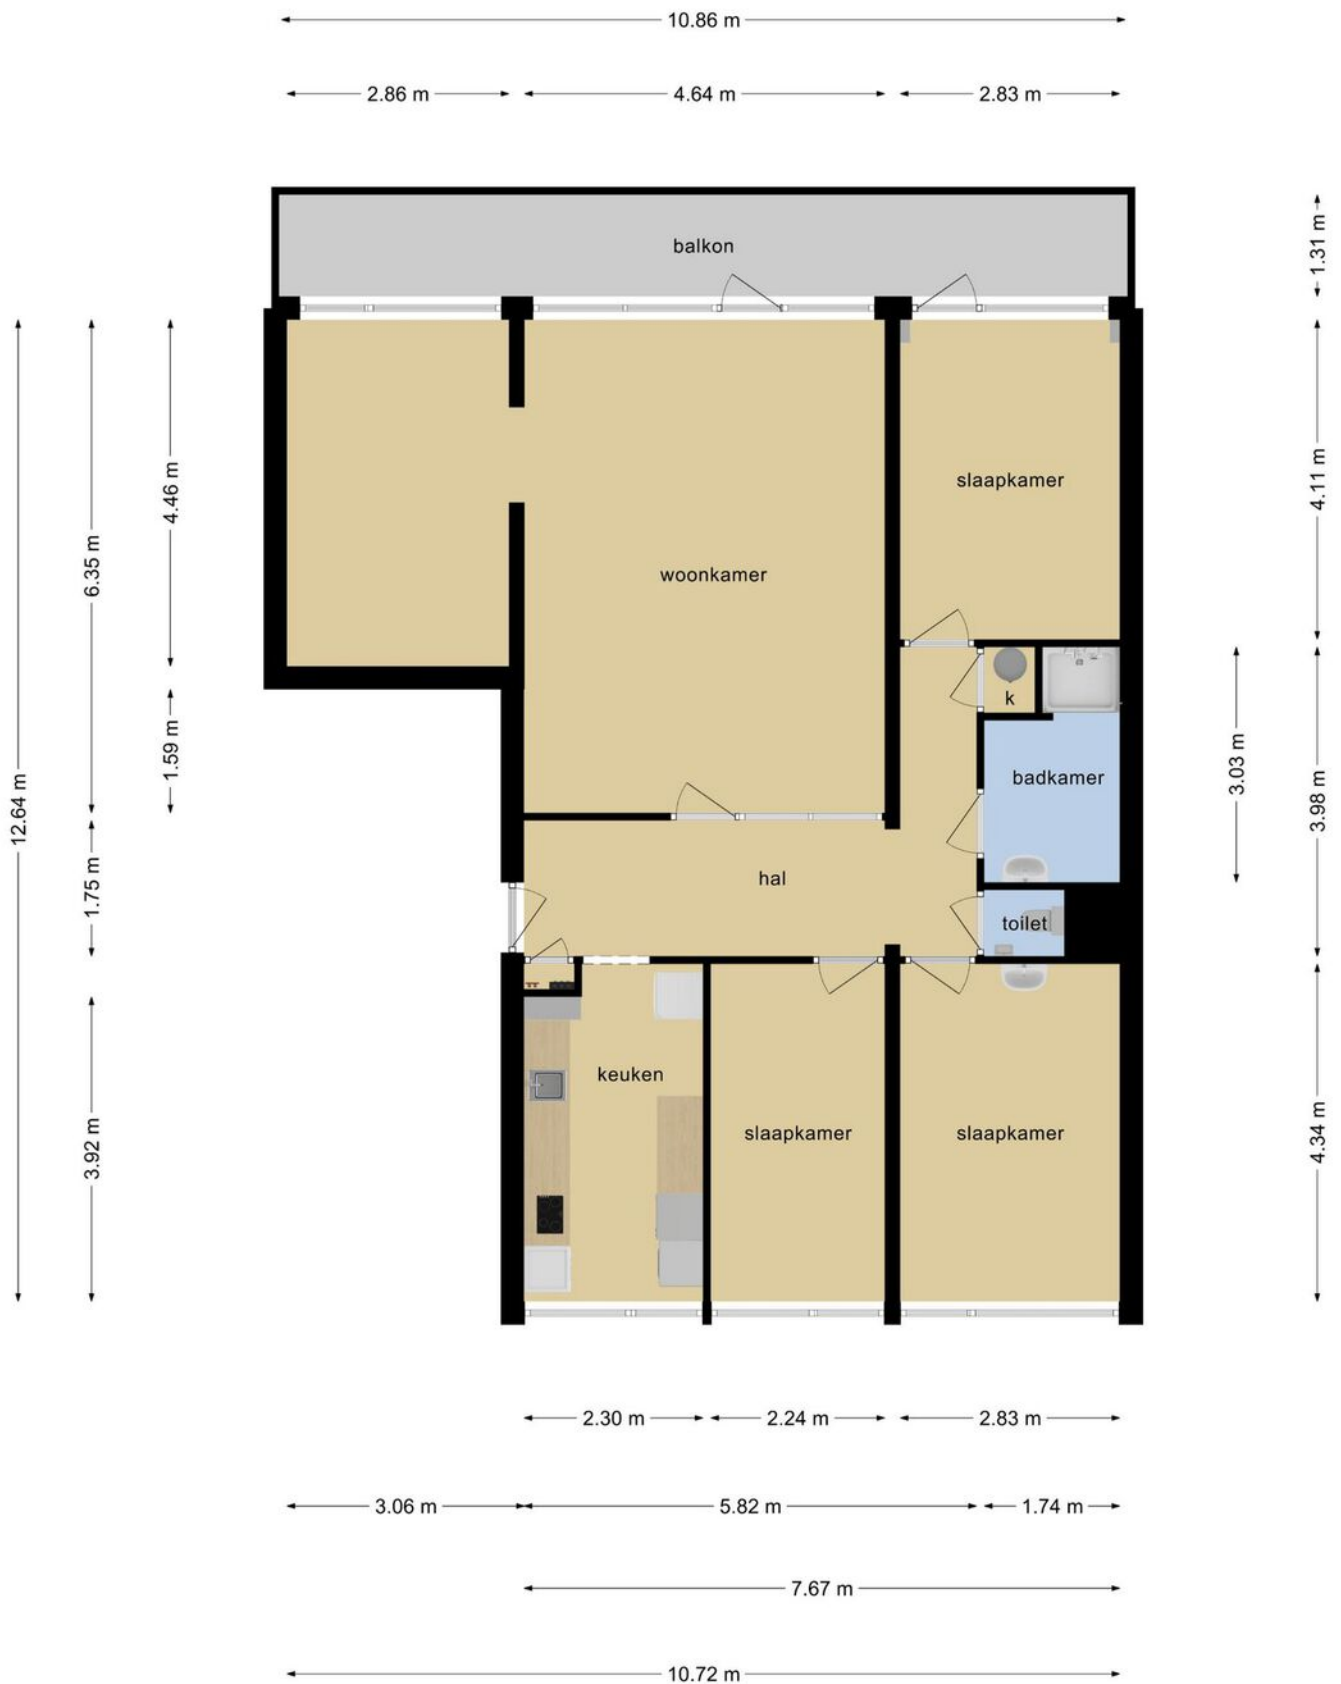 10.86 m
2.86 m
4.64 m
2.83 m
balkon
1.31 m
slaapkamer
4.46 m
4.11 m
6.35 m
woonkamer
k
1.59 m
badkamer
3.03 m
12.64 m
3.98 m
1.75 m
hal
toilet
keuken
slaapkamer
slaapkamer
3.92 m
4.34 m
2.30 m
2.24 m
2.83 m
3.06 m
5.82 m
1.74 m
7.67 m
10.72 m